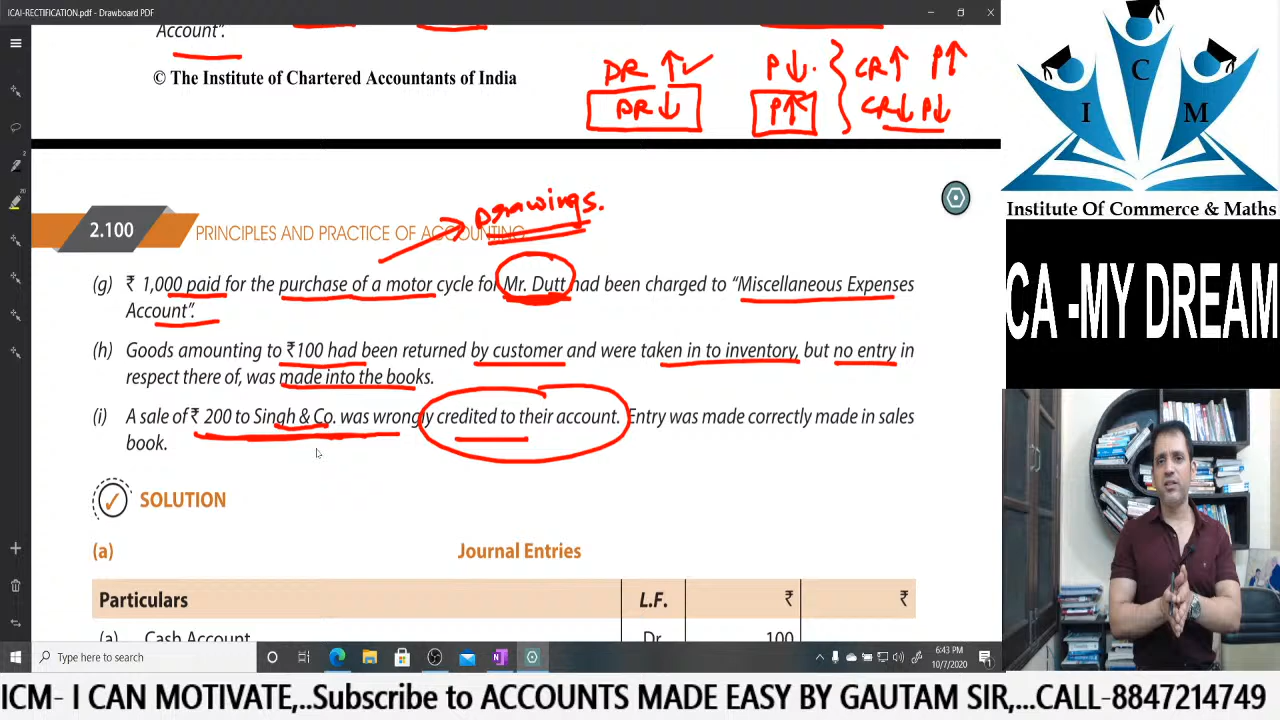 ICAI-RECTIFICATION.pdf - Drawboard PDF
Account”.
© The Institute of Chartered Accountants of India
DR ↑ ✓ P↓. CR↑ P↑
DR↓ P↑ CR↓ P↓
Drawings.
2.100 PRINCIPLES AND PRACTICE OF ACCOUNTING
(g) ₹ 1,000 paid for the purchase of a motor cycle for Mr. Dutt had been charged to “Miscellaneous Expenses
Account”.
(h) Goods amounting to ₹100 had been returned by customer and were taken in to inventory, but no entry in
respect there of, was made into the books.
(i) A sale of ₹ 200 to Singh & Co. was wrongly credited to their account. Entry was made correctly made in sales
book.
SOLUTION
(a) Journal Entries
Particulars L.F. ₹ ₹
(a) Cash Account Dr. 100
I C M
Institute Of Commerce & Maths
CA -MY DREAM
Type here to search
6:43 PM
10/7/2020
ICM- I CAN MOTIVATE,..Subscribe to ACCOUNTS MADE EASY BY GAUTAM SIR,...CALL-8847214749